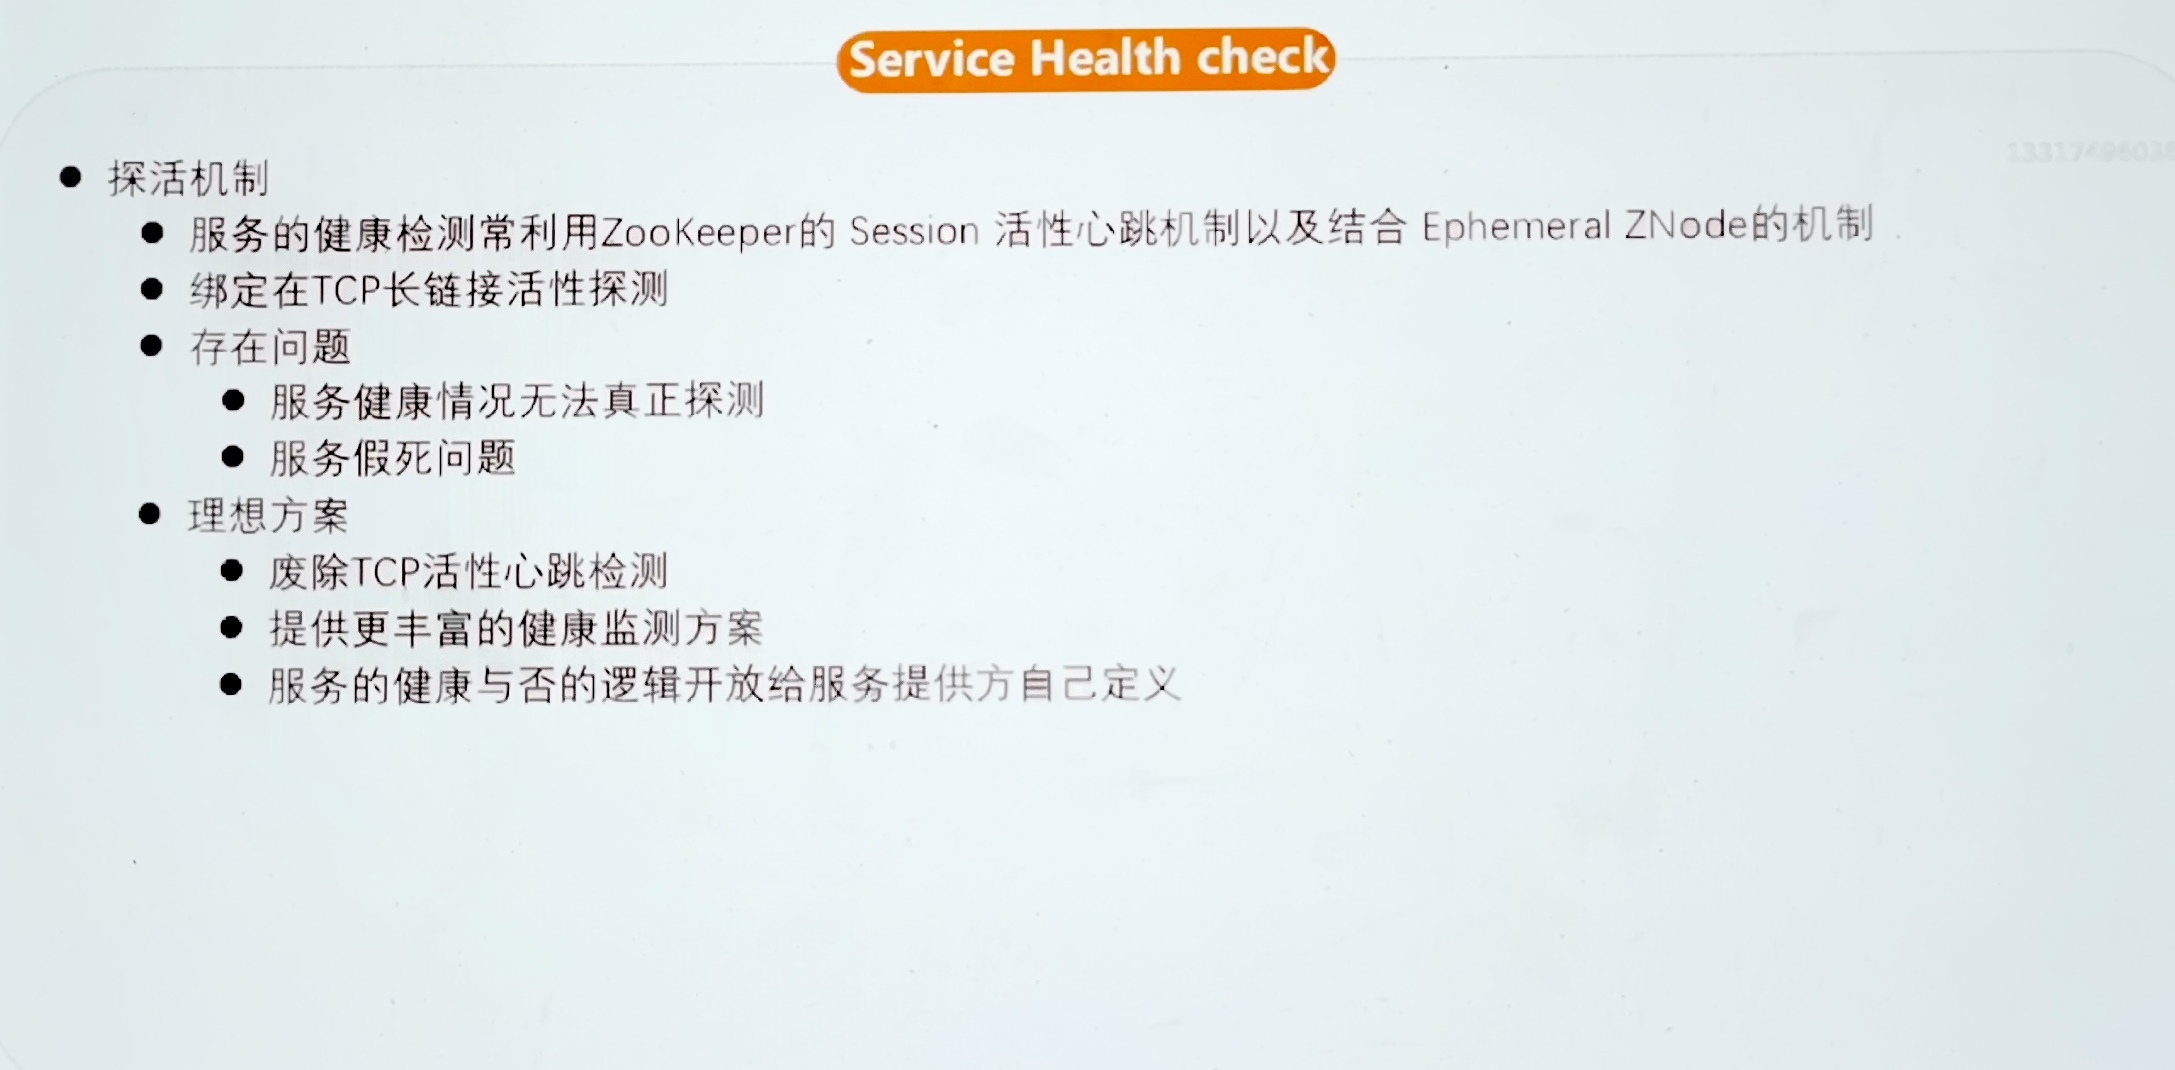 Service Health check
探活机制
服务的健康检测常利用ZooKeeper的 Session 活性心跳机制以及结合 Ephemeral ZNode的机制
绑定在TCP长链接活性探测
存在问题
服务健康情况无法真正探测
服务假死问题
理想方案
废除TCP活性心跳检测
提供更丰富的健康监测方案
服务的健康与否的逻辑开放给服务提供方自己定义